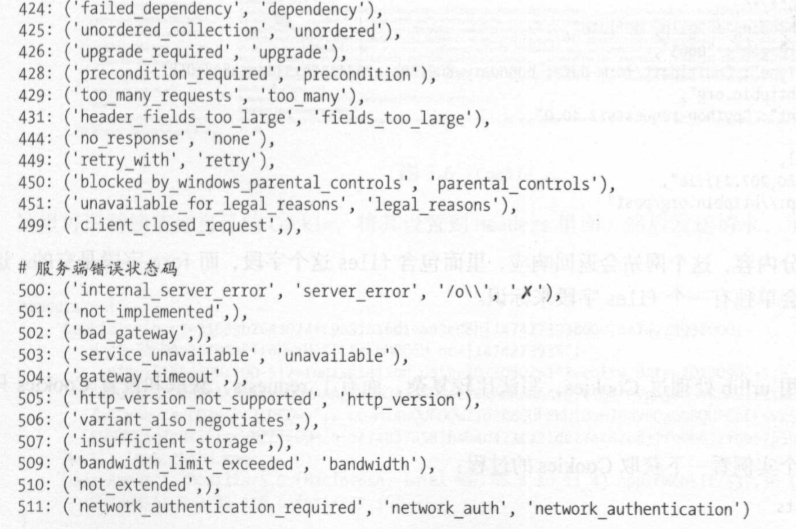 424: ('failed_dependency', 'dependency'),
425: ('unordered_collection', 'unordered'),
426: ('upgrade_required', 'upgrade'),
428: ('precondition_required', 'precondition'),
429: ('too_many_requests', 'too_many'),
431: ('header_fields_too_large', 'fields_too_large'),
444: ('no_response', 'none'),
449: ('retry_with', 'retry'),
450: ('blocked_by_windows_parental_controls', 'parental_controls'),
451: ('unavailable_for_legal_reasons', 'legal_reasons'),
499: ('client_closed_request',),

# 服务端错误状态码
500: ('internal_server_error', 'server_error', '/o\\', '✗'),
501: ('not_implemented',),
502: ('bad_gateway',),
503: ('service_unavailable', 'unavailable'),
504: ('gateway_timeout',),
505: ('http_version_not_supported', 'http_version'),
506: ('variant_also_negotiates',),
507: ('insufficient_storage',),
509: ('bandwidth_limit_exceeded', 'bandwidth'),
510: ('not_extended',),
511: ('network_authentication_required', 'network_auth', 'network_authentication')